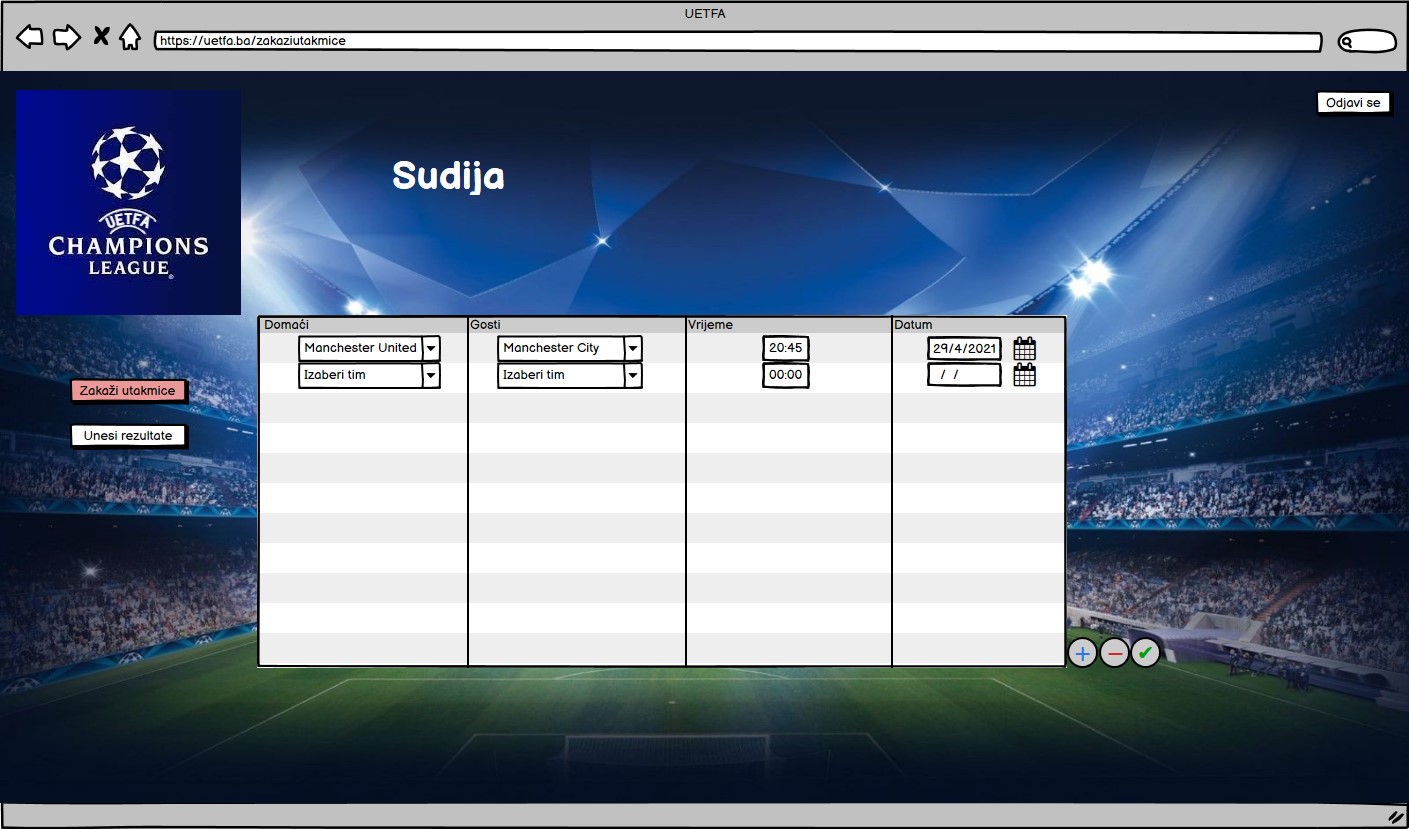 UETFA
https://uetfa.ba/zakaziutakmice
Odjavi se
UETFA
CHAMPIONS
LEAGUE®
Sudija
Domaći Gosti Vrijeme Datum
Manchester United Manchester City 20:45 29/4/2021
Izaberi tim Izaberi tim 00:00 / /
Zakaži utakmice
Unesi rezultate